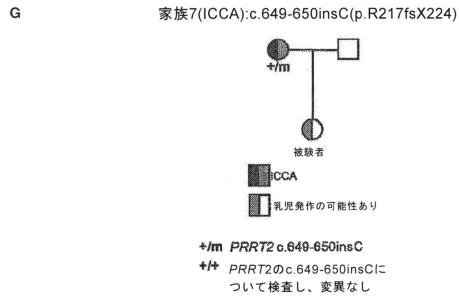 G
家族7(ICCA):c.649-650insC(p.R217fsX224)
+/m
被験者
ICCA
乳児発作の可能性あり
+/m PRRT2 c.649-650insC
+/+ PRRT2のc.649-650insCに
ついて検査し、変異なし